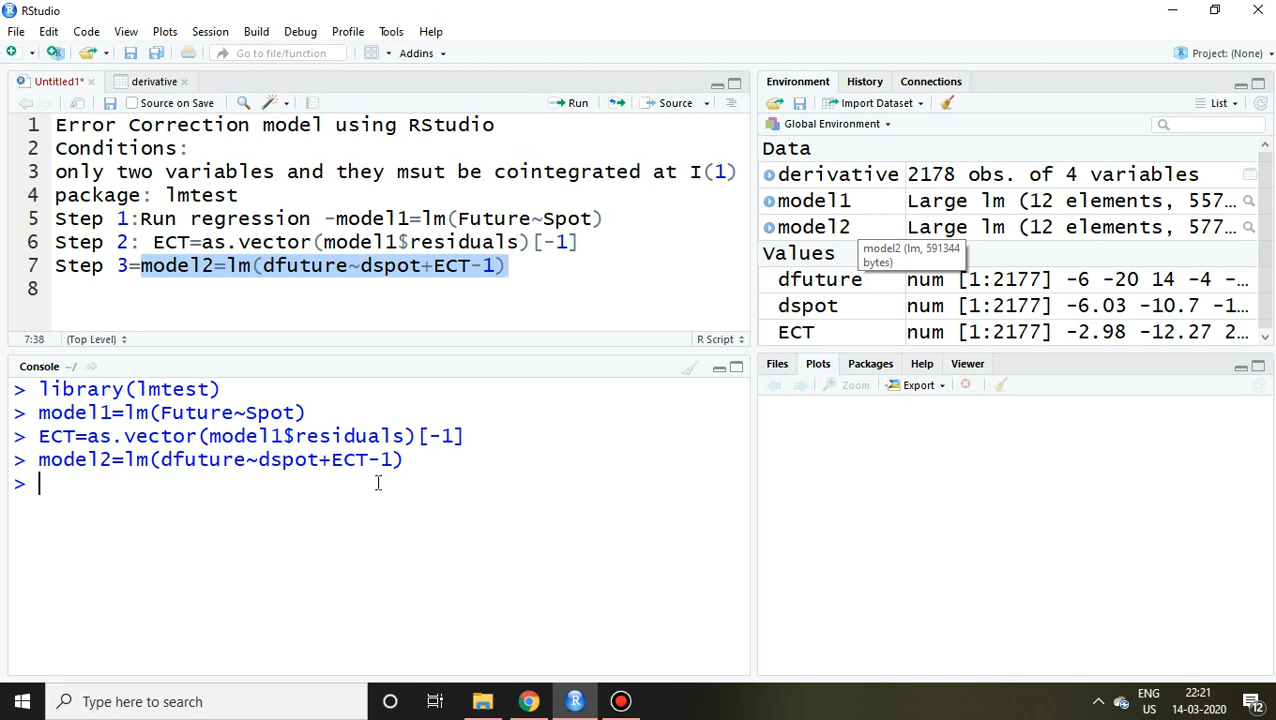 RStudio
File Edit Code View Plots Session Build Debug Profile Tools Help
Go to file/function Addins Project: (None)
Untitled1* derivative
Source on Save Run Source
1 Error Correction model using RStudio
2 Conditions:
3 only two variables and they msut be cointegrated at I(1)
4 package: lmtest
5 Step 1:Run regression -model1=lm(Future~Spot)
6 Step 2: ECT=as.vector(model1$residuals)[-1]
7 Step 3=model2=lm(dfuture~dspot+ECT-1)
8
7:38 (Top Level) R Script
Console ~/
> library(lmtest)
> model1=lm(Future~Spot)
> ECT=as.vector(model1$residuals)[-1]
> model2=lm(dfuture~dspot+ECT-1)
>
Environment History Connections
Import Dataset List
Global Environment
Data
derivative 2178 obs. of 4 variables
model1 Large lm (12 elements, 557…
model2 Large lm (12 elements, 577…
model2 (lm, 591344
bytes)
Values
dfuture num [1:2177] -6 -20 14 -4 -…
dspot num [1:2177] -6.03 -10.7 -1…
ECT num [1:2177] -2.98 -12.27 2…
Files Plots Packages Help Viewer
Zoom Export
Type here to search
ENG
US
22:21
14-03-2020
12